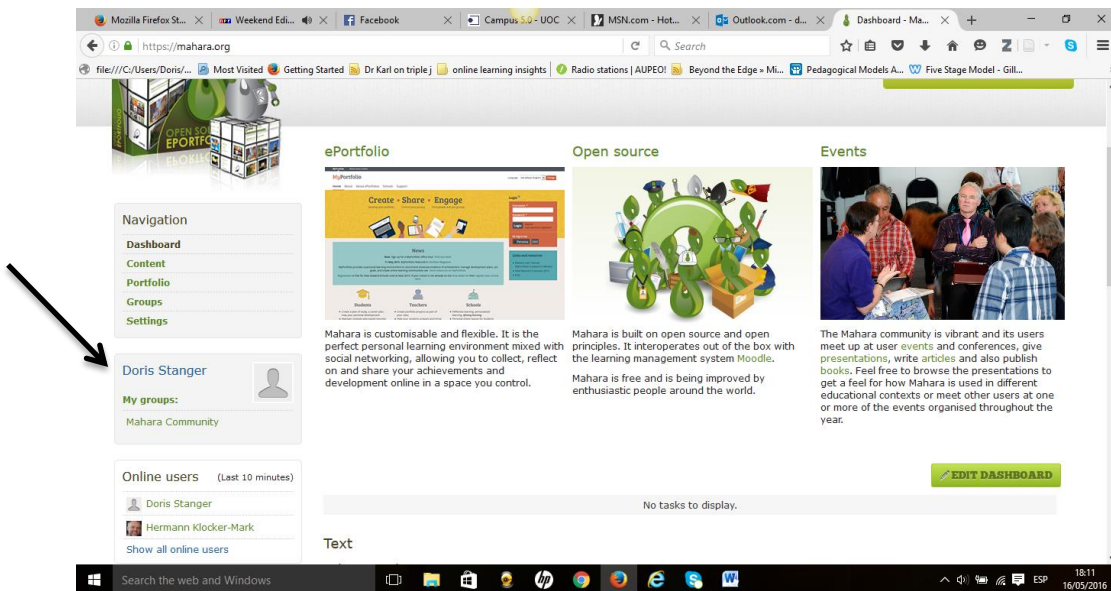 Mozilla Firefox St...
Weekend Edi...
Facebook
Campus 5.0 - UOC
MSN.com - Hot...
Outlook.com - d...
Dashboard - Ma...
https://mahara.org
Search
file:///C:/Users/Doris/...
Most Visited
Getting Started
Dr Karl on triple j
online learning insights
Radio stations | AUPEO!
Beyond the Edge » Mi...
Pedagogical Models A...
Five Stage Model - Gill...
OPEN SOU
EPORTFO
Navigation
Dashboard
Content
Portfolio
Groups
Settings
Doris Stanger
My groups:
Mahara Community
Online users (Last 10 minutes)
Doris Stanger
Hermann Klocker-Mark
Show all online users
ePortfolio
MyPortfolio
Create · Share · Engage
News
Students
Teachers
Schools
Mahara is customisable and flexible. It is the
perfect personal learning environment mixed with
social networking, allowing you to collect, reflect
on and share your achievements and
development online in a space you control.
Open source
Mahara is built on open source and open
principles. It interoperates out of the box with
the learning management system Moodle.
Mahara is free and is being improved by
enthusiastic people around the world.
Events
The Mahara community is vibrant and its users
meet up at user events and conferences, give
presentations, write articles and also publish
books. Feel free to browse the presentations to
get a feel for how Mahara is used in different
educational contexts or meet other users at one
or more of the events organised throughout the
year.
EDIT DASHBOARD
No tasks to display.
Text
Search the web and Windows
ESP
18:11
16/05/2016